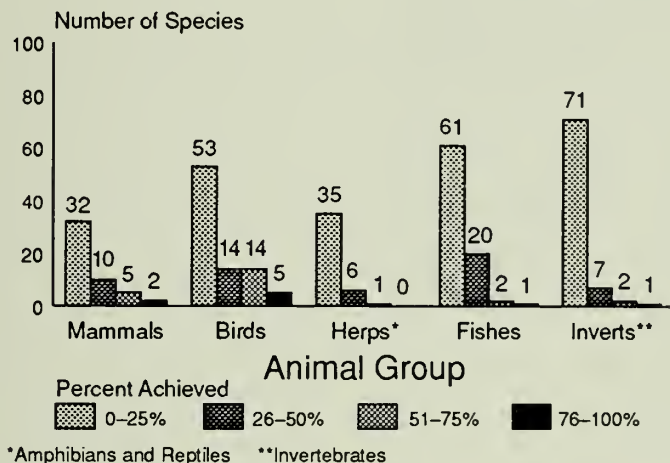 Number of Species
100
80
60
40
20
0
32 10 5 2
53 14 14 5
35 6 1 0
61 20 2 1
71 7 2 1
Mammals Birds Herps* Fishes Inverts**
Animal Group
Percent Achieved
0–25% 26–50% 51–75% 76–100%
*Amphibians and Reptiles **Invertebrates